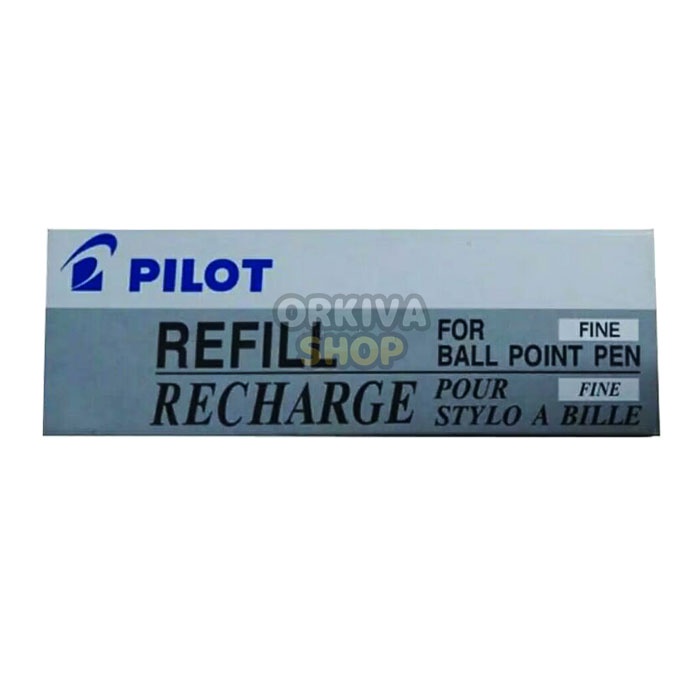 PILOT
ORKIVA
SHOP
REFILL
FOR FINE
BALL POINT PEN
RECHARGE
POUR FINE
STYLO A BILLE